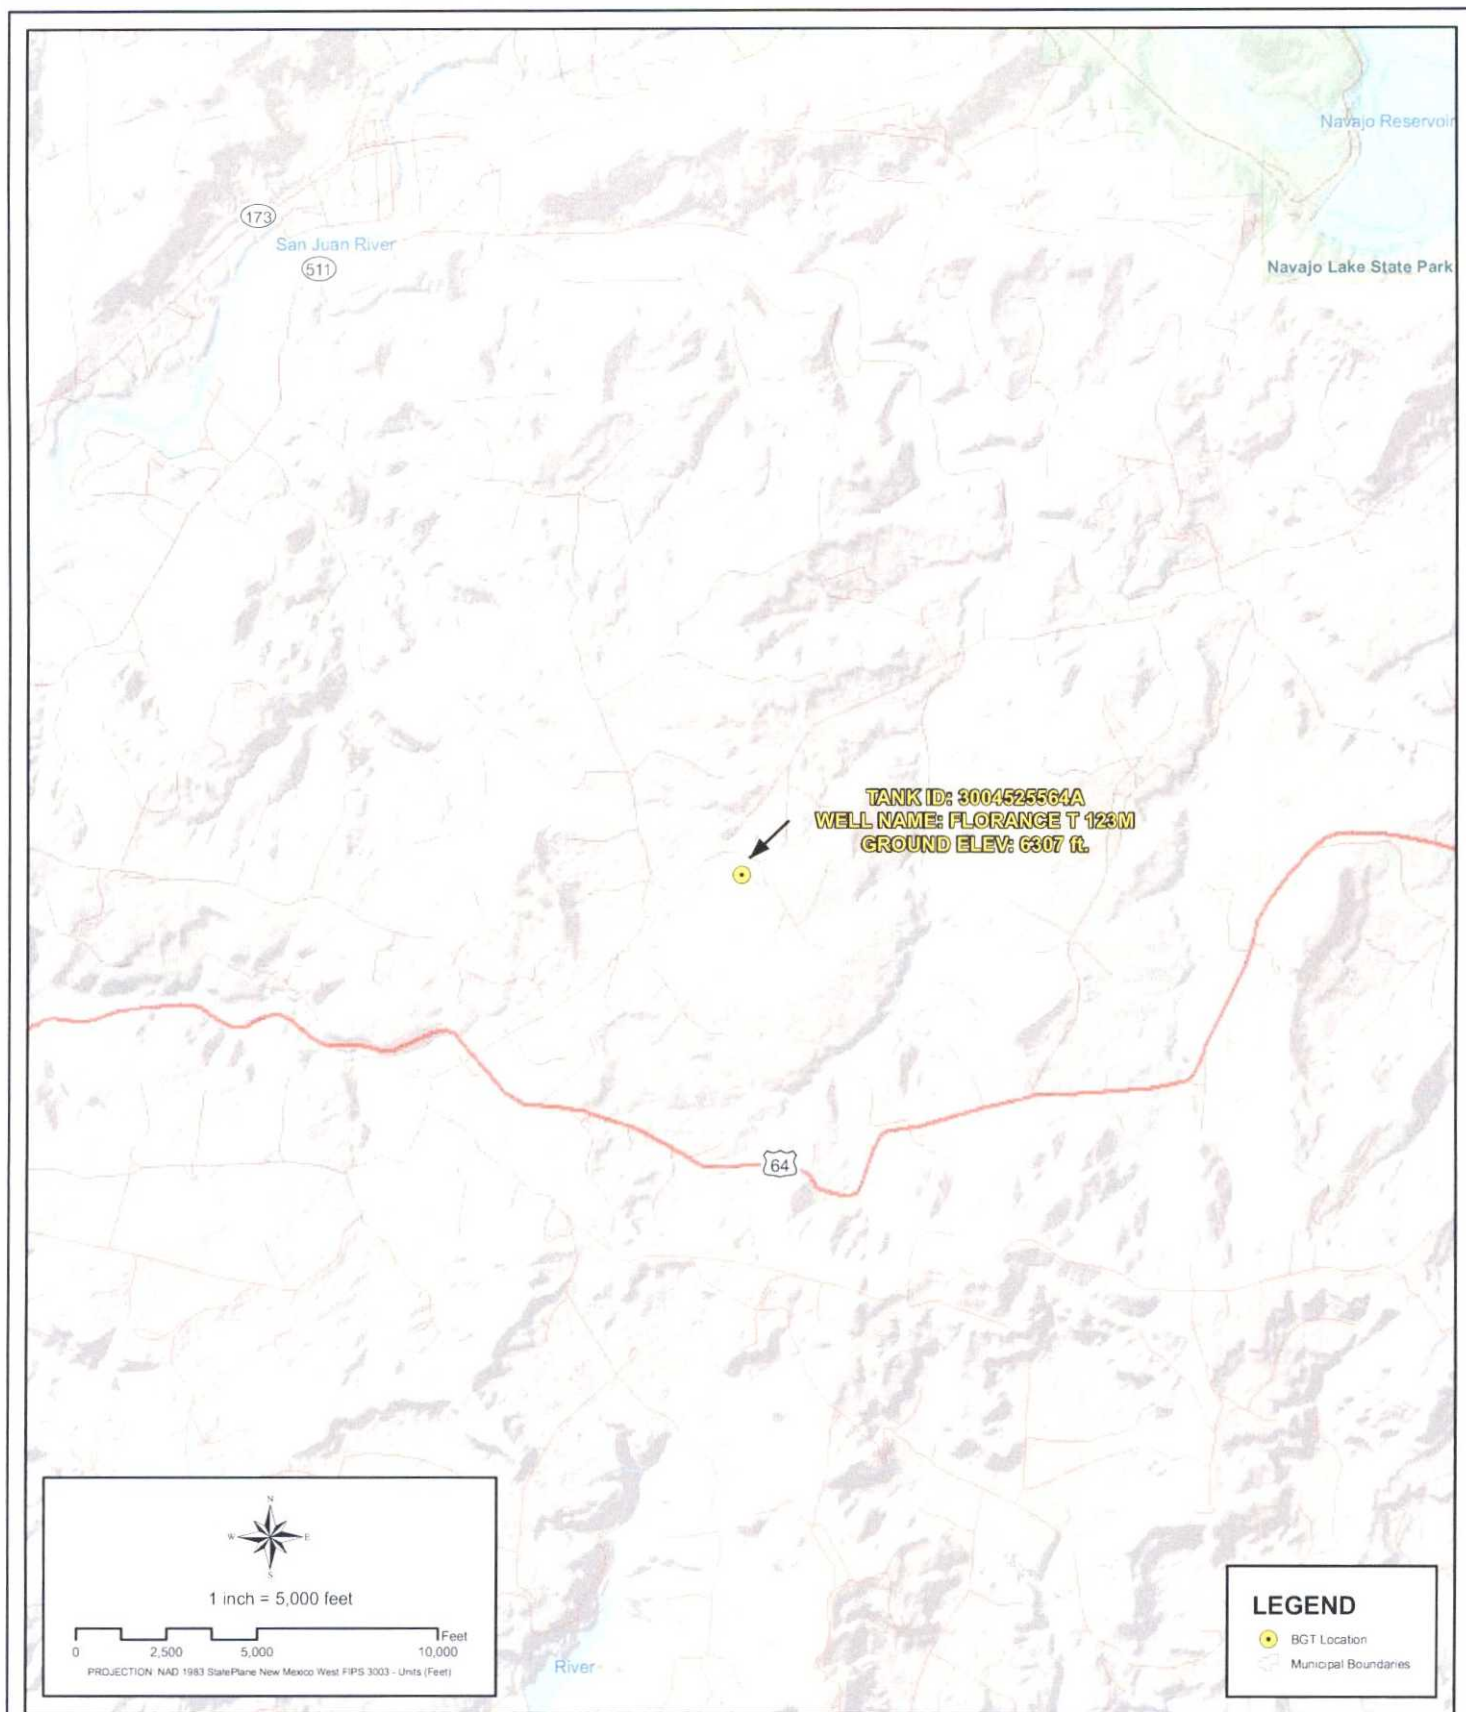 Navajo Reservoir
173
San Juan River
511
Navajo Lake State Park
TANK ID: 3004525564A
WELL NAME: FLORANCE T 123M
GROUND ELEV: 6307 ft.
64
N
W E
S
1 inch = 5,000 feet
Feet
0 2,500 5,000 10,000
PROJECTION: NAD 1983 StatePlane New Mexico West FIPS 3003 - Units (Feet)
River
LEGEND
BGT Location
Municipal Boundaries